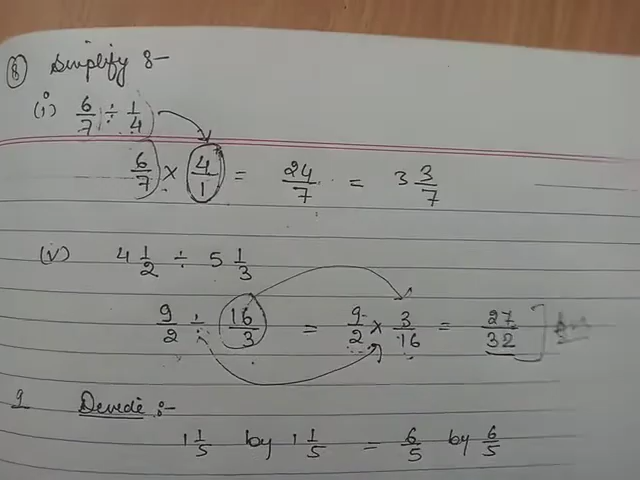 ⑧ Simplify :-
(i) 6/7 ÷ 1/4
6/7 × 4/1 = 24/7 = 3 3/7
(v) 4 1/2 ÷ 5 1/3
9/2 ÷ 16/3 = 9/2 × 3/16 = 27/32
9 Devede :-
1 1/5 by 1 1/5 = 6/5 by 6/5